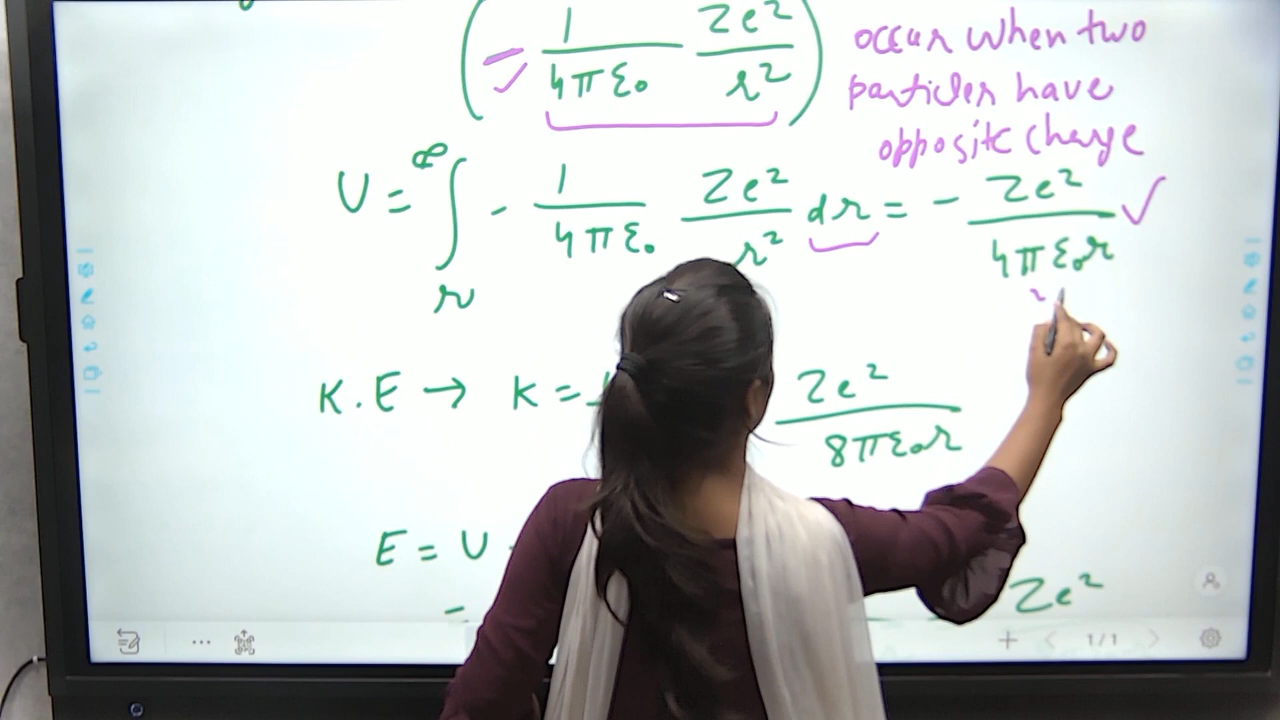 (- 1/4πε₀ Ze²/r²)
occur when two
particles have
opposite charge
U = ∫_r^∞ - 1/4πε₀ Ze²/r² dr = - Ze²/4πε₀r
K.E → K = Ze²/8πε₀r
E = U
= Ze²
1/1